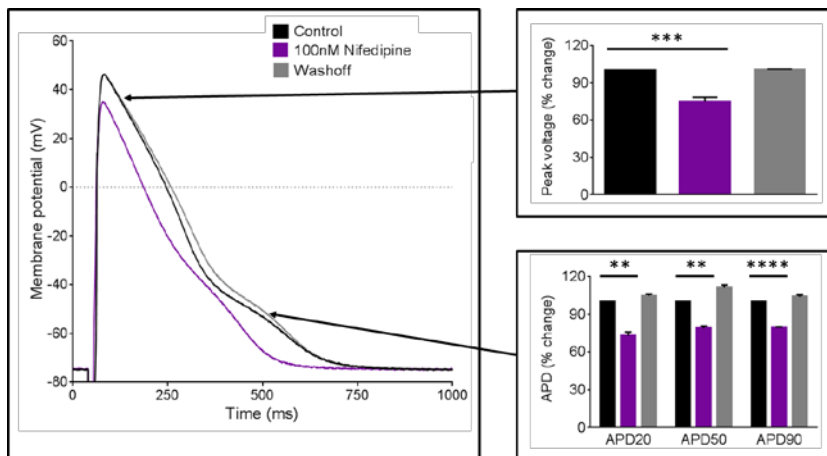 Control
100nM Nifedipine
Washoff
Membrane potential (mV)
60
40
20
0
-20
-40
-60
-80
0
250
500
750
1000
Time (ms)
***
Peak voltage (% change)
120
90
60
30
0
** ** ****
APD (% change)
120
90
60
30
0
APD20 APD50 APD90